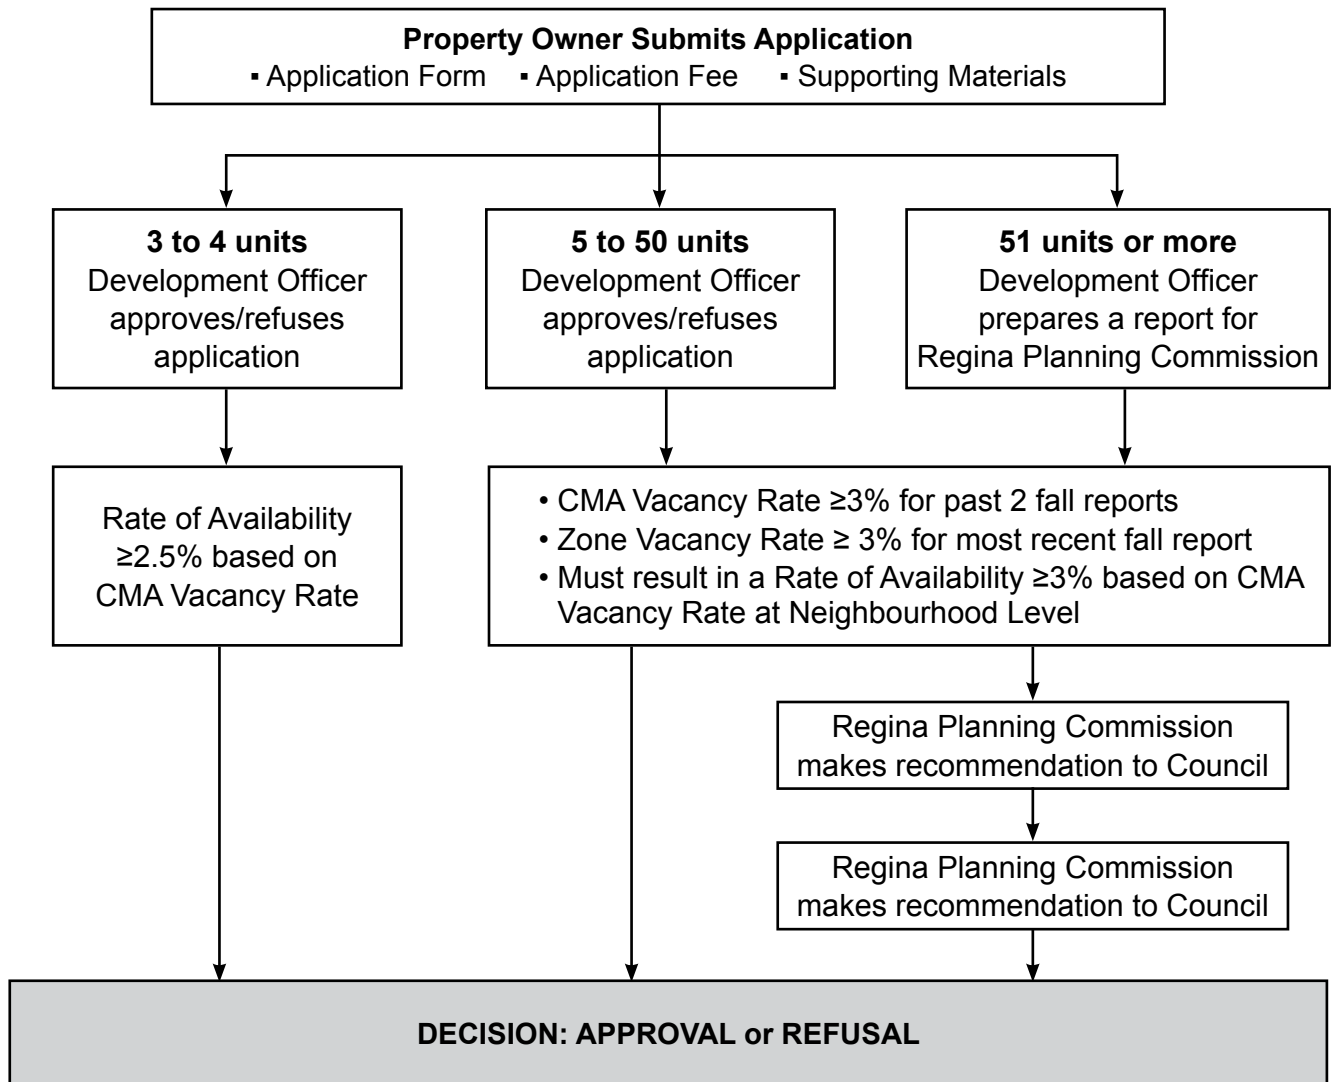 Property Owner Submits Application
▪ Application Form ▪ Application Fee ▪ Supporting Materials
3 to 4 units
Development Officer
approves/refuses
application
5 to 50 units
Development Officer
approves/refuses
application
51 units or more
Development Officer
prepares a report for
Regina Planning Commission
Rate of Availability
≥2.5% based on
CMA Vacancy Rate
• CMA Vacancy Rate ≥3% for past 2 fall reports
• Zone Vacancy Rate ≥ 3% for most recent fall report
• Must result in a Rate of Availability ≥3% based on CMA
Vacancy Rate at Neighbourhood Level
Regina Planning Commission
makes recommendation to Council
Regina Planning Commission
makes recommendation to Council
DECISION: APPROVAL or REFUSAL